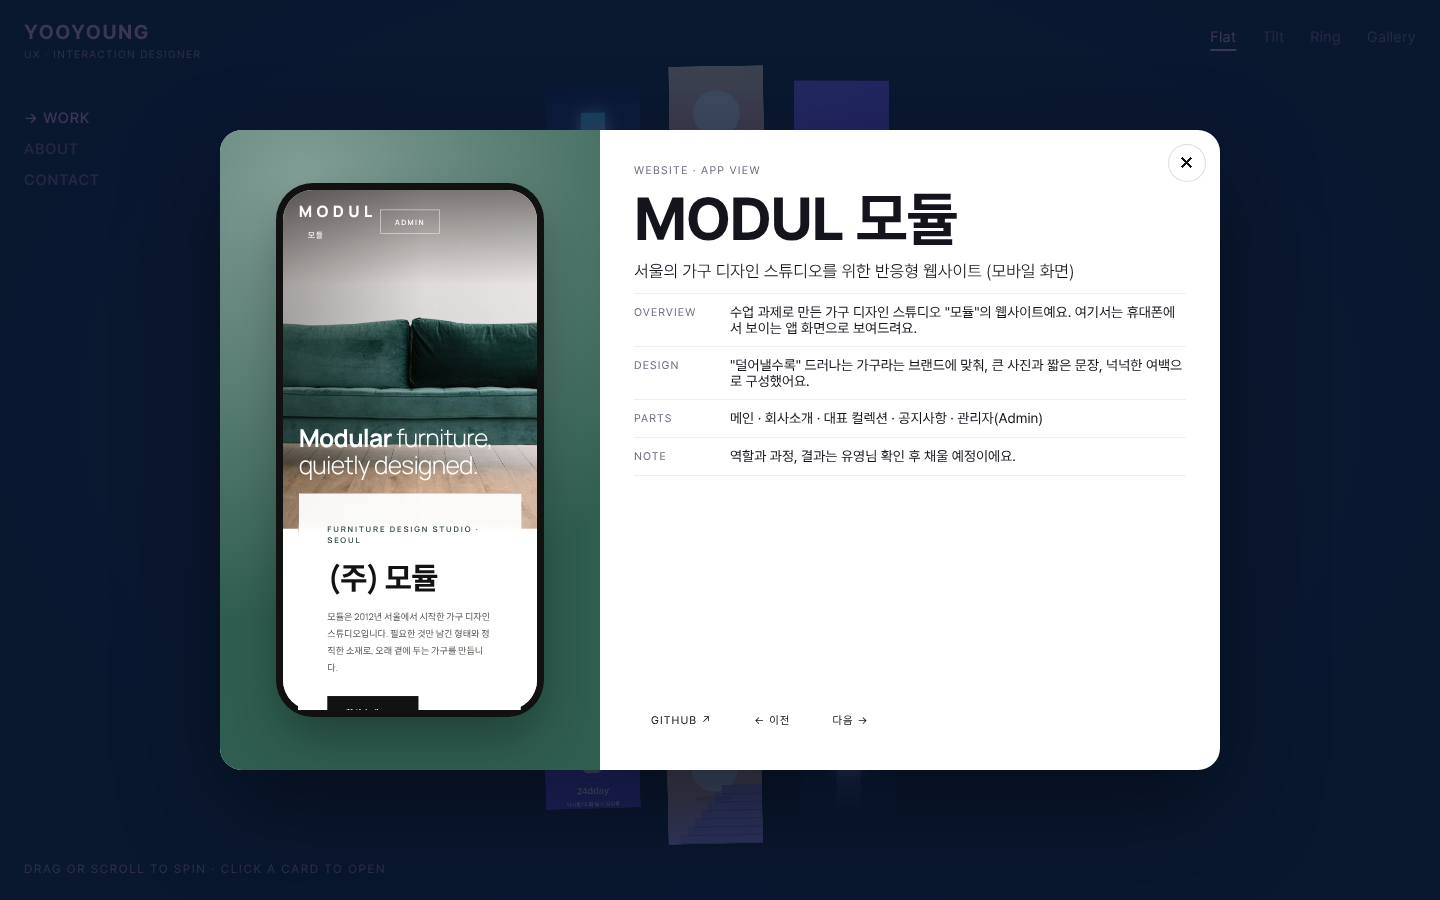 YOOYOUNG
UX · INTERACTION DESIGNER
Flat
Tilt
Ring
Gallery
→ WORK
ABOUT
CONTACT
MODUL
모듈
ADMIN
Modular furniture,
quietly designed.
FURNITURE DESIGN STUDIO ·
SEOUL
(주) 모듈
모듈은 2012년 서울에서 시작한 가구 디자인
스튜디오입니다. 필요한 것만 남긴 형태와 정
직한 소재로, 오래 곁에 두는 가구를 만듭니
다.
WEBSITE · APP VIEW
MODUL 모듈
서울의 가구 디자인 스튜디오를 위한 반응형 웹사이트 (모바일 화면)
OVERVIEW
수업 과제로 만든 가구 디자인 스튜디오 "모듈"의 웹사이트예요. 여기서는 휴대폰에
서 보이는 앱 화면으로 보여드려요.
DESIGN
"덜어낼수록" 드러나는 가구라는 브랜드에 맞춰, 큰 사진과 짧은 문장, 넉넉한 여백으
로 구성했어요.
PARTS
메인 · 회사소개 · 대표 컬렉션 · 공지사항 · 관리자(Admin)
NOTE
역할과 과정, 결과는 유영님 확인 후 채울 예정이에요.
GITHUB ↗
← 이전
다음 →
24dday
DRAG OR SCROLL TO SPIN · CLICK A CARD TO OPEN